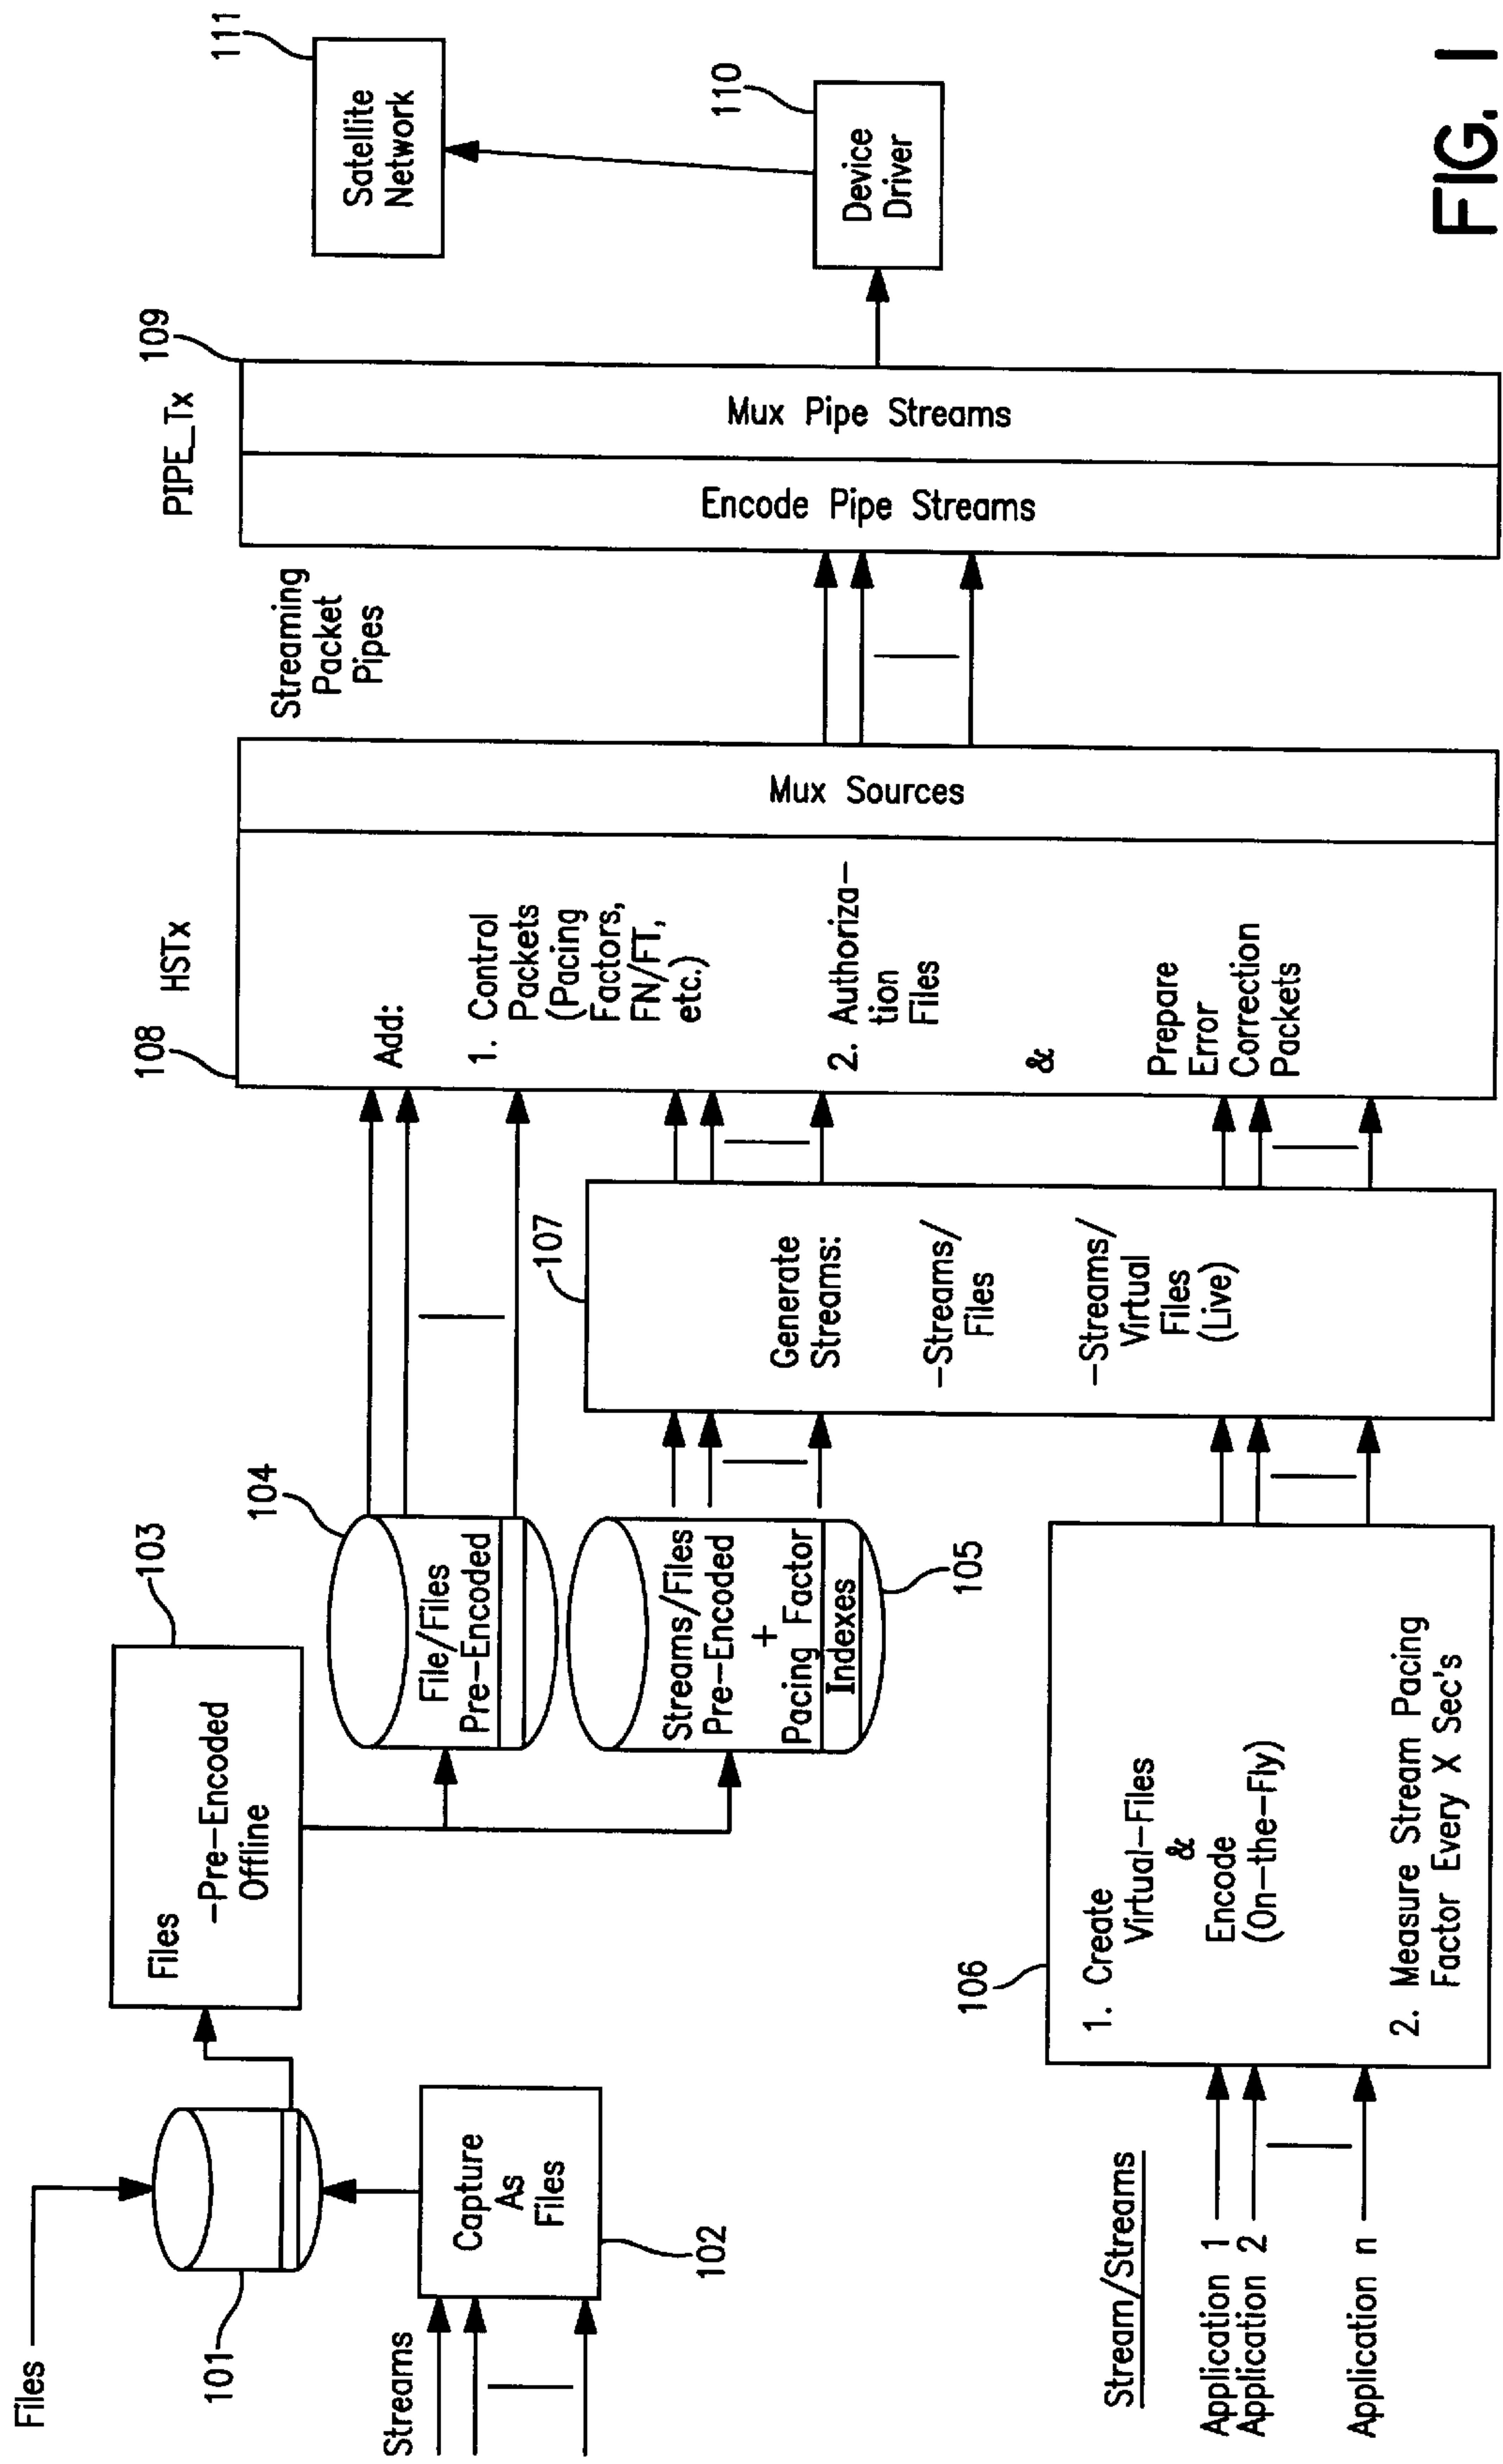 Files
101
Streams
Capture
As
Files
102
103
Files
-Pre-Encoded
Offline
104
File/Files
Pre-Encoded
Streams/Files
Pre-Encoded
+
Pacing Factor
Indexes
105
Stream/Streams
Application 1
Application 2
Application n
106
1. Create
Virtual-Files
&
Encode
(On-the-Fly)
2. Measure Stream Pacing
Factor Every X Sec's
107
Generate
Streams:
-Streams/
Files
-Streams/
Virtual
Files
(Live)
108
HSTx
Add:
1. Control
Packets
(Pacing
Factors,
FN/FT,
etc.)
2. Authoriza-
tion
Files
&
Prepare
Error
Correction
Packets
Mux Sources
Streaming
Packet
Pipes
PIPE_Tx
109
Encode Pipe Streams
Mux Pipe Streams
110
Device
Driver
111
Satellite
Network
FIG. 1